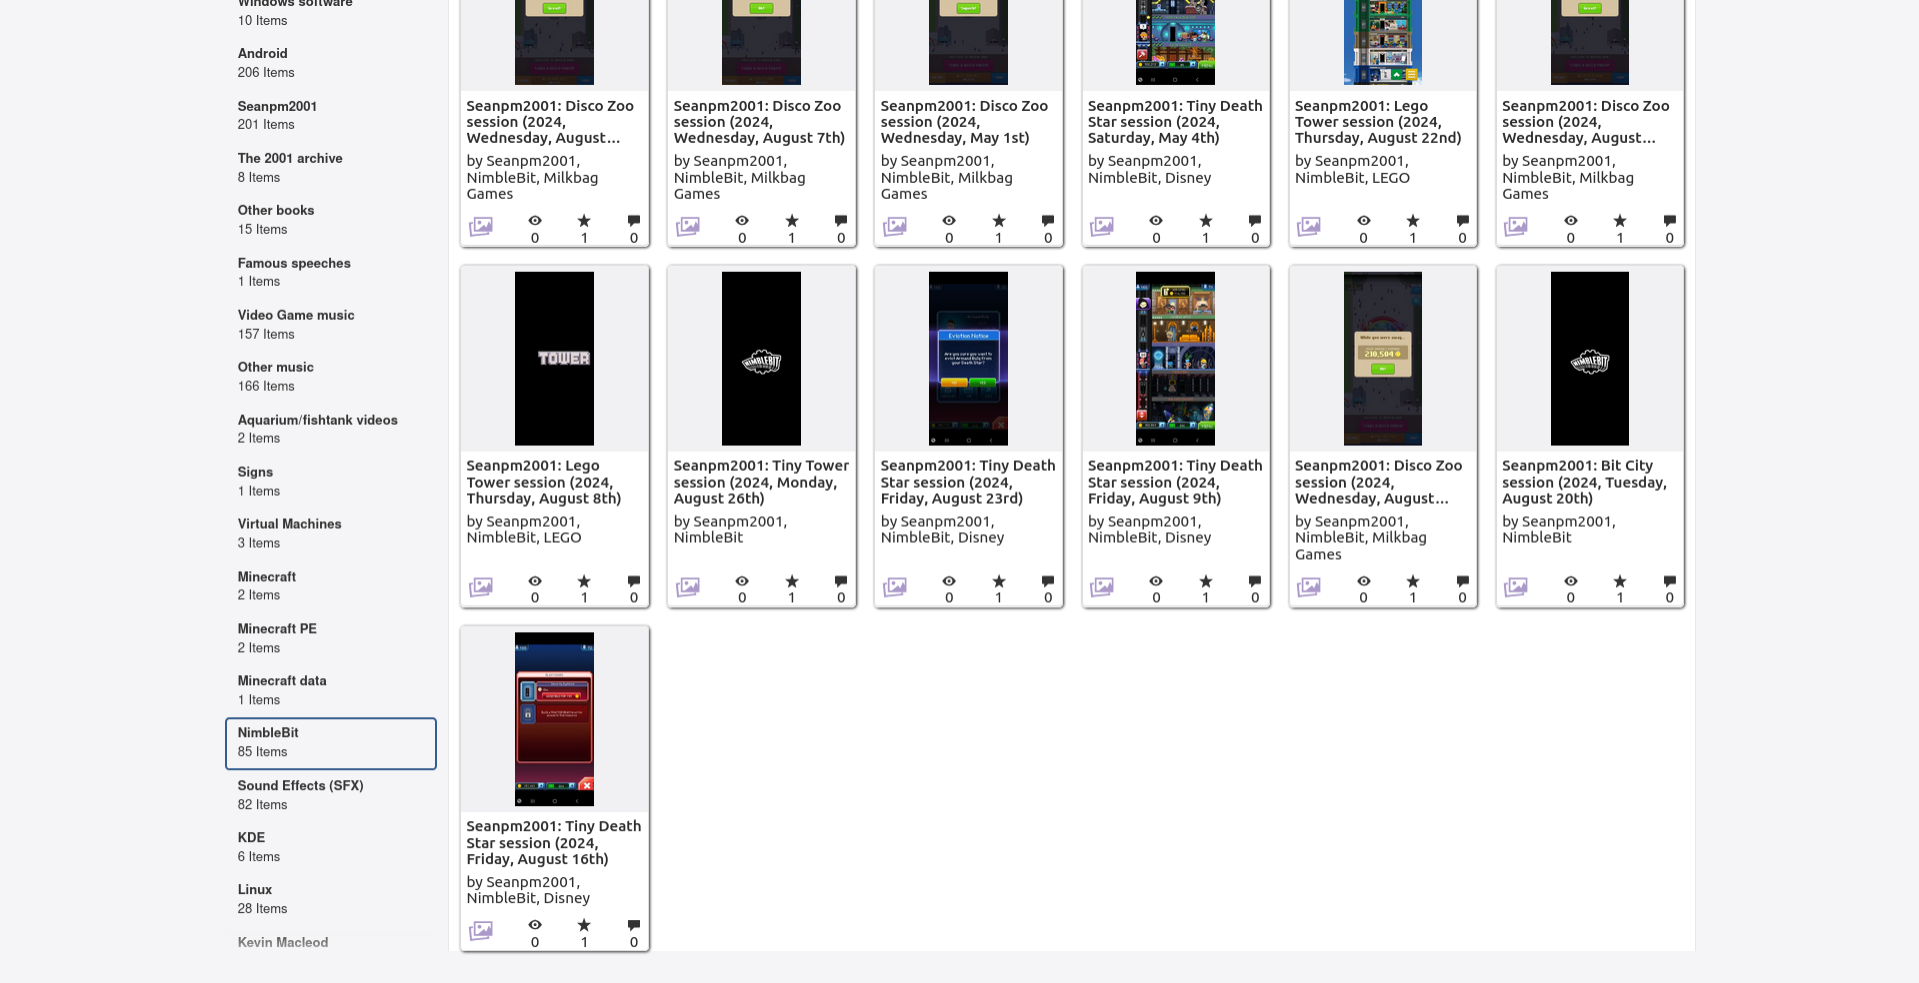 Windows software
10 Items
Android
206 Items
Seanpm2001
201 Items
The 2001 archive
8 Items
Other books
15 Items
Famous speeches
1 Items
Video Game music
157 Items
Other music
166 Items
Aquarium/fishtank videos
2 Items
Signs
1 Items
Virtual Machines
3 Items
Minecraft
2 Items
Minecraft PE
2 Items
Minecraft data
1 Items
NimbleBit
85 Items
Sound Effects (SFX)
82 Items
KDE
6 Items
Linux
28 Items
Kevin Macleod
Seanpm2001: Disco Zoo
session (2024,
Wednesday, August...
by Seanpm2001,
NimbleBit, Milkbag
Games
0 1 0
Seanpm2001: Disco Zoo
session (2024,
Wednesday, August 7th)
by Seanpm2001,
NimbleBit, Milkbag
Games
0 1 0
Seanpm2001: Disco Zoo
session (2024,
Wednesday, May 1st)
by Seanpm2001,
NimbleBit, Milkbag
Games
0 1 0
Seanpm2001: Tiny Death
Star session (2024,
Saturday, May 4th)
by Seanpm2001,
NimbleBit, Disney
0 1 0
Seanpm2001: Lego
Tower session (2024,
Thursday, August 22nd)
by Seanpm2001,
NimbleBit, LEGO
0 1 0
Seanpm2001: Disco Zoo
session (2024,
Wednesday, August...
by Seanpm2001,
NimbleBit, Milkbag
Games
0 1 0
TOWER
Seanpm2001: Lego
Tower session (2024,
Thursday, August 8th)
by Seanpm2001,
NimbleBit, LEGO
0 1 0
NIMBLEBIT
Seanpm2001: Tiny Tower
session (2024, Monday,
August 26th)
by Seanpm2001,
NimbleBit
0 1 0
Eviction Notice
Seanpm2001: Tiny Death
Star session (2024,
Friday, August 23rd)
by Seanpm2001,
NimbleBit, Disney
0 1 0
Seanpm2001: Tiny Death
Star session (2024,
Friday, August 9th)
by Seanpm2001,
NimbleBit, Disney
0 1 0
While you were away...
210,504
Seanpm2001: Disco Zoo
session (2024,
Wednesday, August...
by Seanpm2001,
NimbleBit, Milkbag
Games
0 1 0
NIMBLEBIT
Seanpm2001: Bit City
session (2024, Tuesday,
August 20th)
by Seanpm2001,
NimbleBit
0 1 0
Seanpm2001: Tiny Death
Star session (2024,
Friday, August 16th)
by Seanpm2001,
NimbleBit, Disney
0 1 0